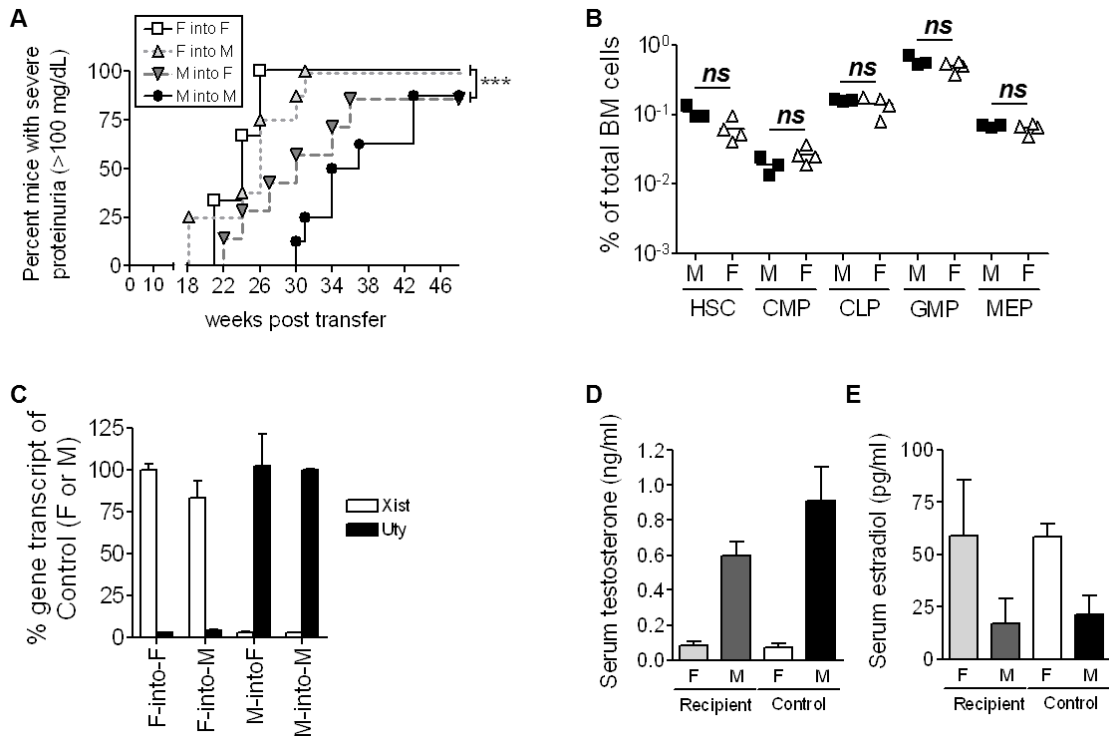 A
F into F
F into M
M into F
M into M
Percent mice with severe
proteinuria (>100 mg/dL)
100
75
50
25
0
***
0 10 18 22 26 30 34 38 42 46
weeks post transfer
B
% of total BM cells
10^0
10^-1
10^-2
10^-3
ns
ns
ns
ns
ns
M F M F M F M F M F
HSC CMP CLP GMP MEP
C
% gene transcript of
Control (F or M)
125
100
75
50
25
0
Xist
Uty
F-into-F
F-into-M
M-intoF
M-into-M
D
Serum testosterone (ng/ml)
1.2
1.0
0.8
0.6
0.4
0.2
0.0
F M F M
Recipient Control
E
Serum estradiol (pg/ml)
100
75
50
25
0
F M F M
Recipient Control